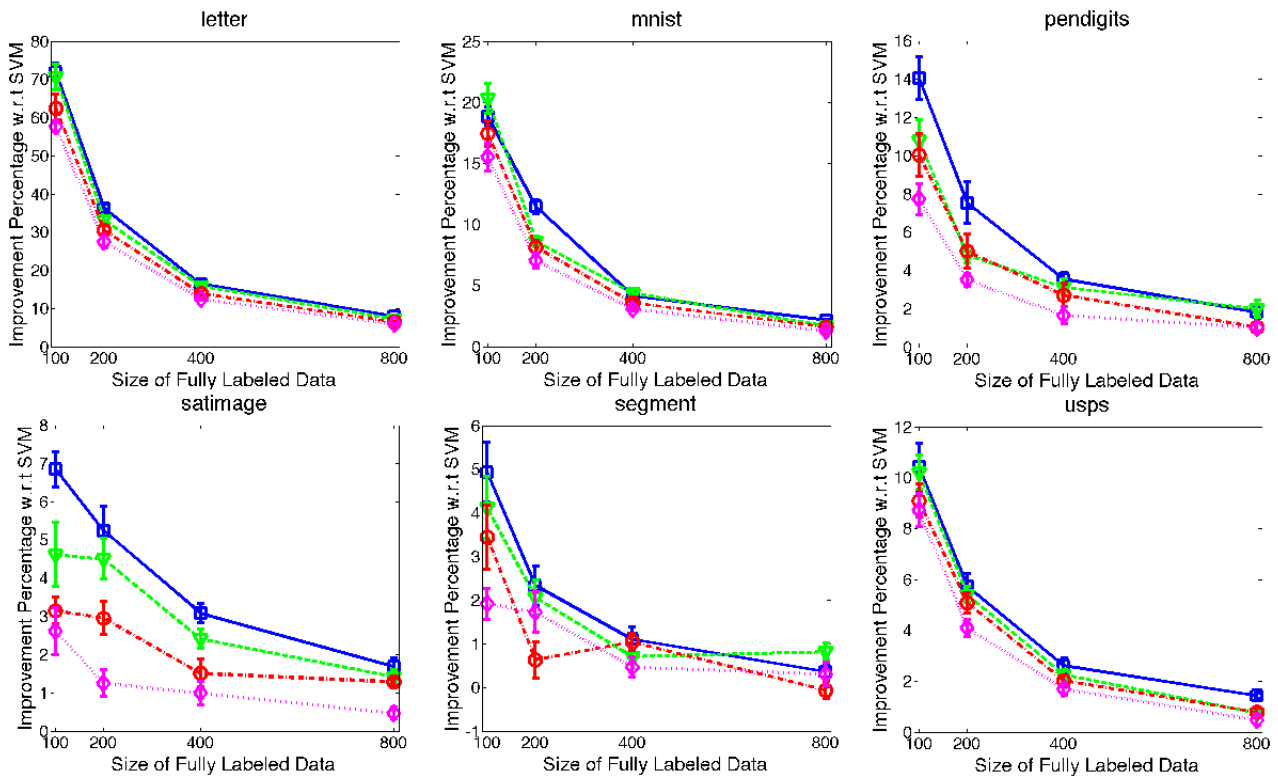 letter
Improvement Percentage w.r.t SVM
80
70
60
50
40
30
20
10
0
100 200 400 800
Size of Fully Labeled Data
mnist
Improvement Percentage w.r.t SVM
25
20
15
10
5
0
100 200 400 800
Size of Fully Labeled Data
pendigits
Improvement Percentage w.r.t SVM
16
14
12
10
8
6
4
2
0
100 200 400 800
Size of Fully Labeled Data
satimage
Improvement Percentage w.r.t SVM
8
7
6
5
4
3
2
1
0
100 200 400 800
Size of Fully Labeled Data
segment
Improvement Percentage w.r.t SVM
6
5
4
3
2
1
0
-1
100 200 400 800
Size of Fully Labeled Data
usps
Improvement Percentage w.r.t SVM
12
10
8
6
4
2
0
100 200 400 800
Size of Fully Labeled Data